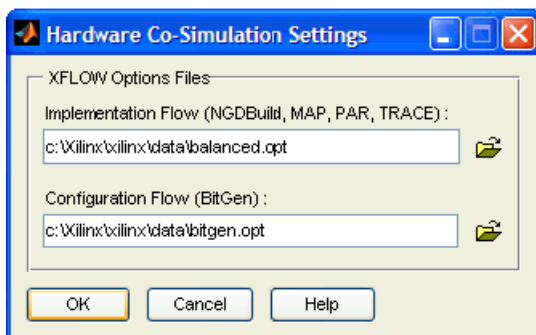 Hardware Co-Simulation Settings
XFLOW Options Files
Implementation Flow (NGDBuild, MAP, PAR, TRACE) :
c:\Xilinx\xilinx\data\balanced.opt
Configuration Flow (BitGen) :
c:\Xilinx\xilinx\data\bitgen.opt
OK Cancel Help